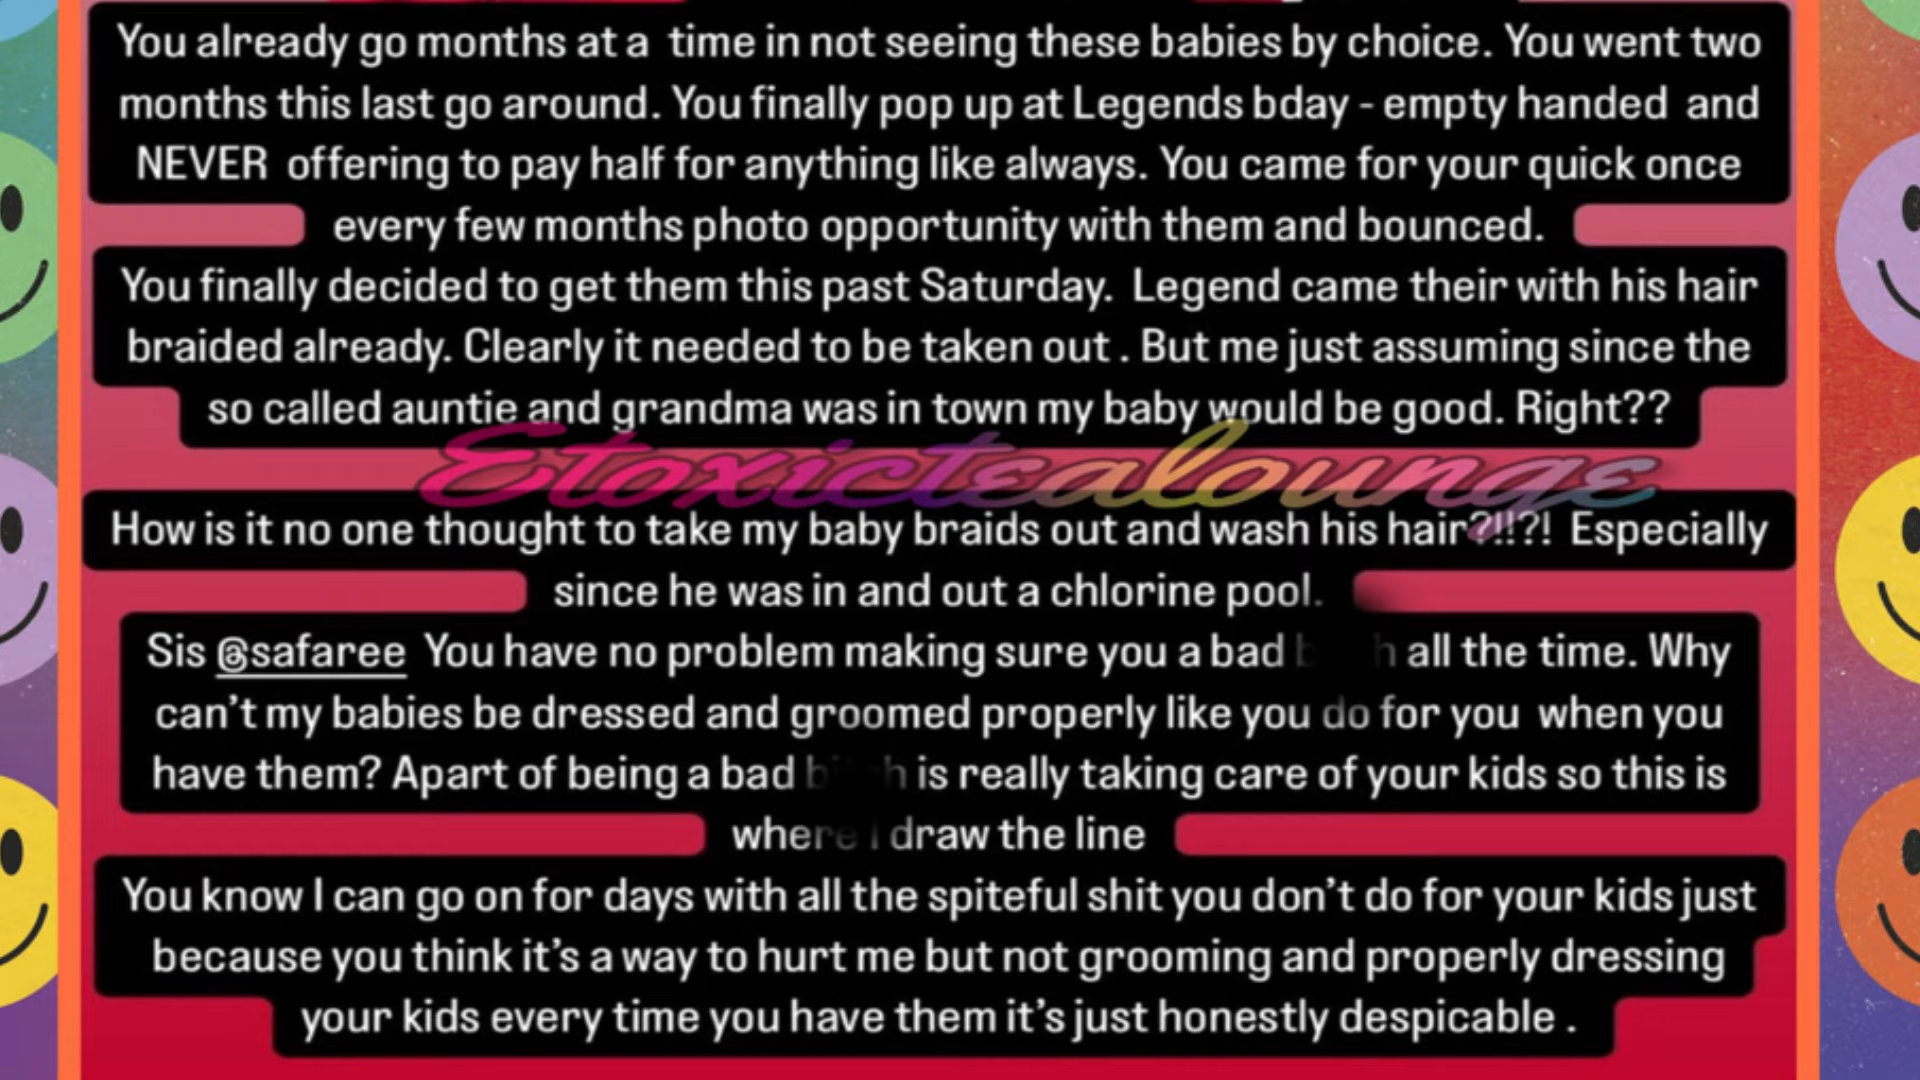 You already go months at a time in not seeing these babies by choice. You went two
months this last go around. You finally pop up at Legends bday - empty handed and
NEVER offering to pay half for anything like always. You came for your quick once
every few months photo opportunity with them and bounced.
You finally decided to get them this past Saturday. Legend came their with his hair
braided already. Clearly it needed to be taken out . But me just assuming since the
so called auntie and grandma was in town my baby would be good. Right??
Etoxictealounge
How is it no one thought to take my baby braids out and wash his hair?!!?! Especially
since he was in and out a chlorine pool.
Sis @safaree You have no problem making sure you a bad all the time. Why
can't my babies be dressed and groomed properly like you do for you when you
have them? Apart of being a bad is really taking care of your kids so this is
where I draw the line
You know I can go on for days with all the spiteful shit you don't do for your kids just
because you think it's a way to hurt me but not grooming and properly dressing
your kids every time you have them it's just honestly despicable .